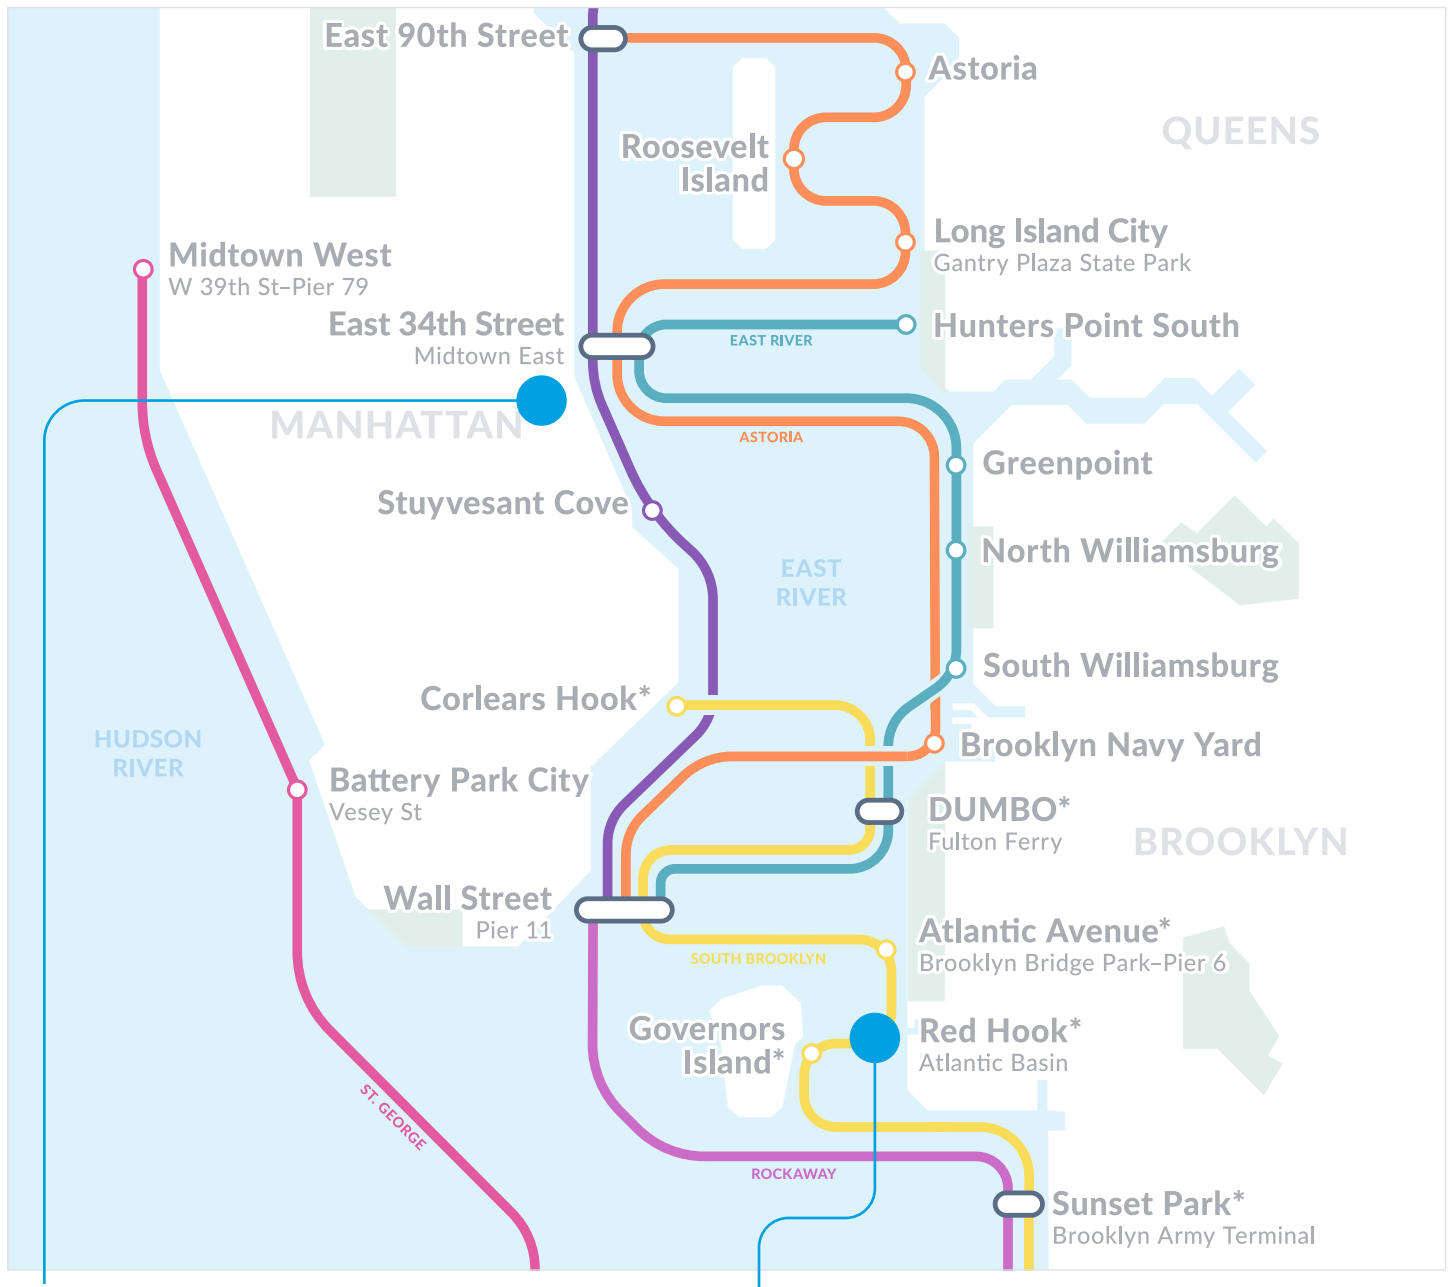 East 90th Street
Astoria
QUEENS
Roosevelt
Island
Long Island City
Gantry Plaza State Park
Midtown West
W 39th St–Pier 79
East 34th Street
Midtown East
EAST RIVER
Hunters Point South
MANHATTAN
ASTORIA
Greenpoint
Stuyvesant Cove
North Williamsburg
EAST
RIVER
South Williamsburg
Corlears Hook*
HUDSON
RIVER
Brooklyn Navy Yard
Battery Park City
Vesey St
DUMBO*
Fulton Ferry
BROOKLYN
Wall Street
Pier 11
Atlantic Avenue*
Brooklyn Bridge Park–Pier 6
SOUTH BROOKLYN
Governors
Island*
Red Hook*
Atlantic Basin
ST. GEORGE
ROCKAWAY
Sunset Park*
Brooklyn Army Terminal